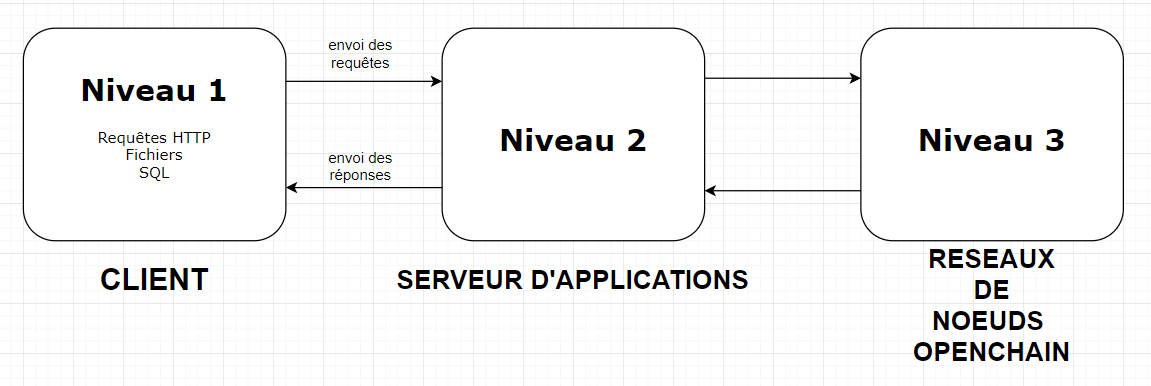 Niveau 1
Requêtes HTTP
Fichiers
SQL
CLIENT
envoi des
requêtes
envoi des
réponses
Niveau 2
SERVEUR D'APPLICATIONS
Niveau 3
RESEAUX
DE
NOEUDS
OPENCHAIN